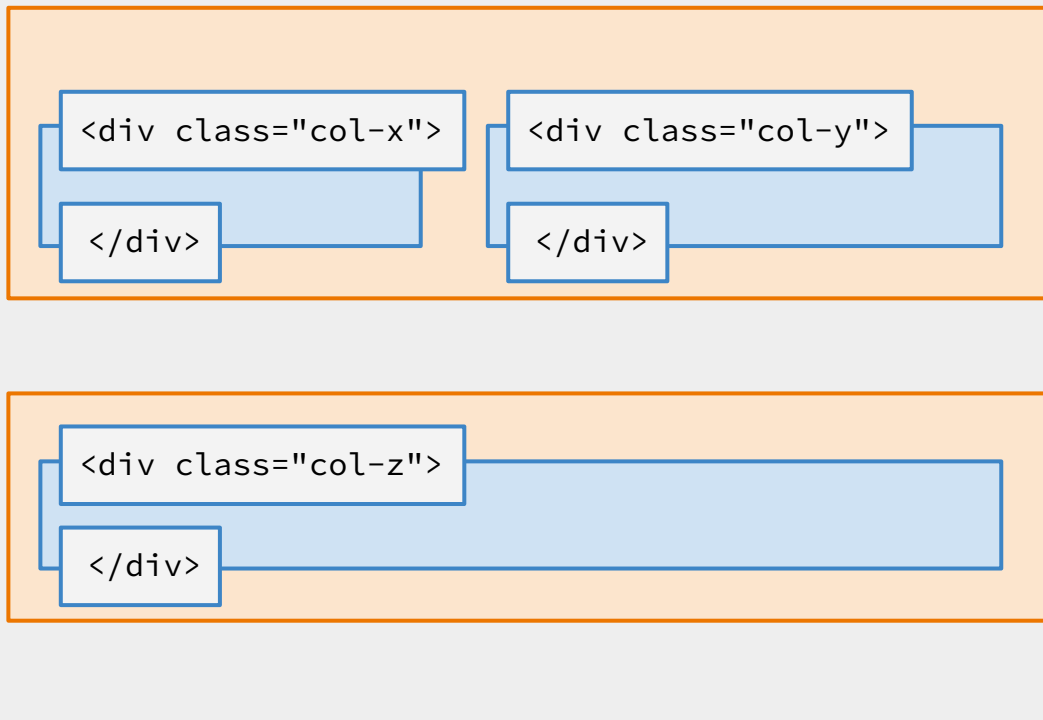 <div class="col-x"> <div class="col-y">
</div> </div>
<div class="col-z">
</div>